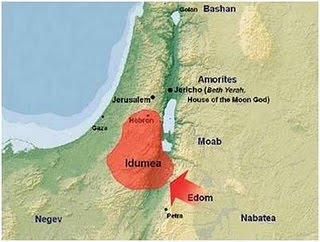 Golan
Bashan
Amorites
Jericho (Beth Yerah,
House of the Moon God)
Jerusalem
Hebron
Gaza
Moab
Idumea
Edom
Negev
Petra
Nabatea